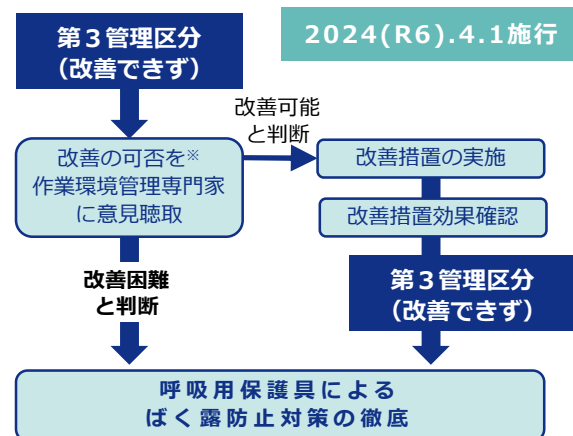 第３管理区分
（改善できず）
2024(R6).4.1施行
改善可能
と判断
改善の可否を※
作業環境管理専門家
に意見聴取
改善措置の実施
改善措置効果確認
改善困難
と判断
第３管理区分
（改善できず）
呼吸用保護具による
ばく露防止対策の徹底